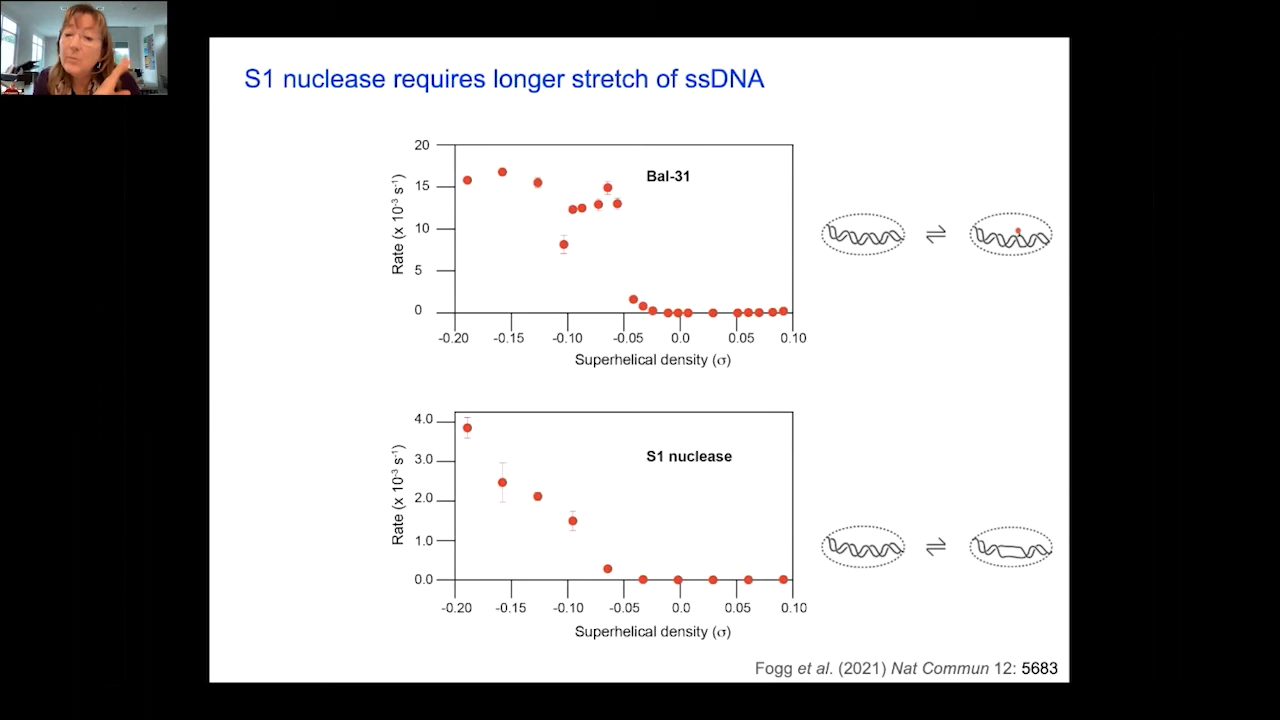 S1 nuclease requires longer stretch of ssDNA
20
15
10
5
0
Rate (x 10⁻³ s⁻¹)
Bal-31
-0.20 -0.15 -0.10 -0.05 0.0 0.05 0.10
Superhelical density (σ)
⇌
4.0
3.0
2.0
1.0
0.0
Rate (x 10⁻³ s⁻¹)
S1 nuclease
-0.20 -0.15 -0.10 -0.05 0.0 0.05 0.10
Superhelical density (σ)
⇌
Fogg et al. (2021) Nat Commun 12: 5683